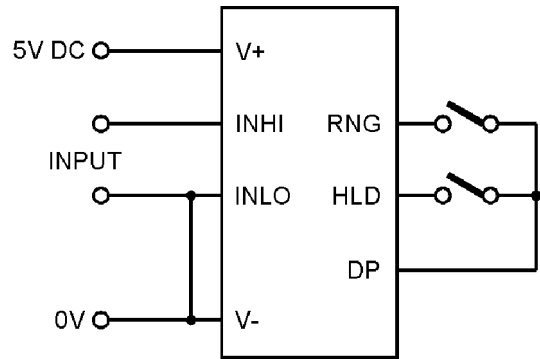 5V DC
V+
INHI
RNG
INPUT
INLO
HLD
DP
0V
V-